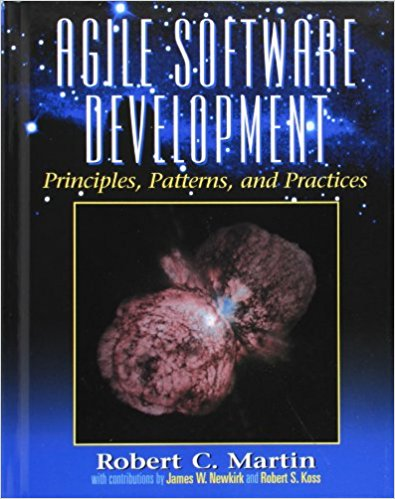 AGILE SOFTWARE
DEVELOPMENT
Principles, Patterns, and Practices
Robert C. Martin
with contributions by James W. Newkirk and Robert S. Koss